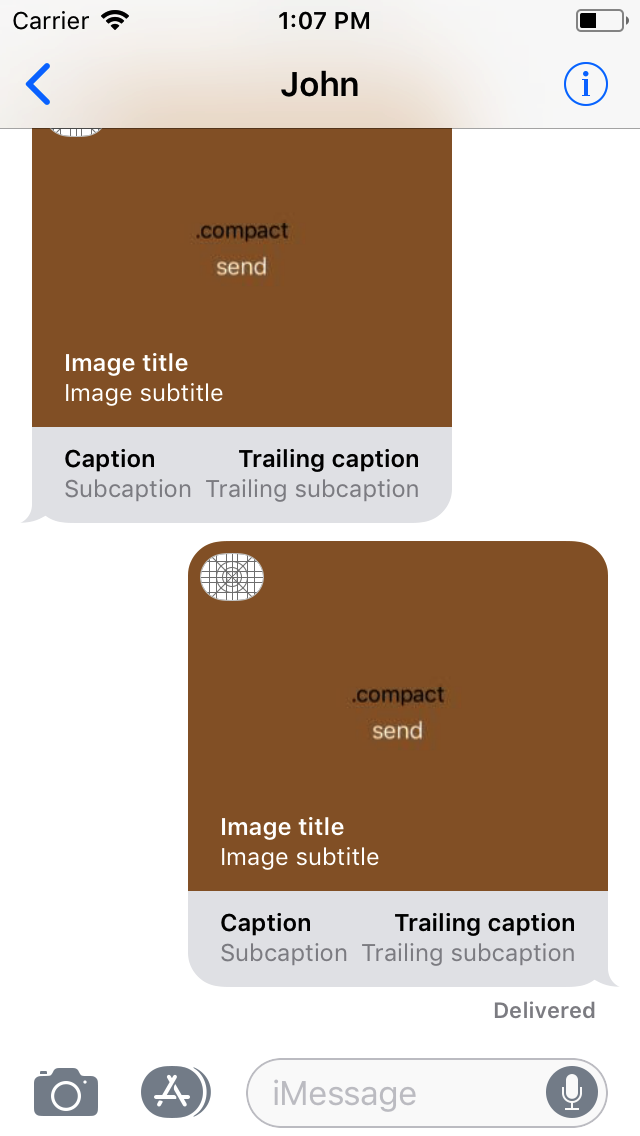 Carrier 1:07 PM
John
.compact
send
Image title
Image subtitle
Caption Trailing caption
Subcaption Trailing subcaption
.compact
send
Image title
Image subtitle
Caption Trailing caption
Subcaption Trailing subcaption
Delivered
iMessage